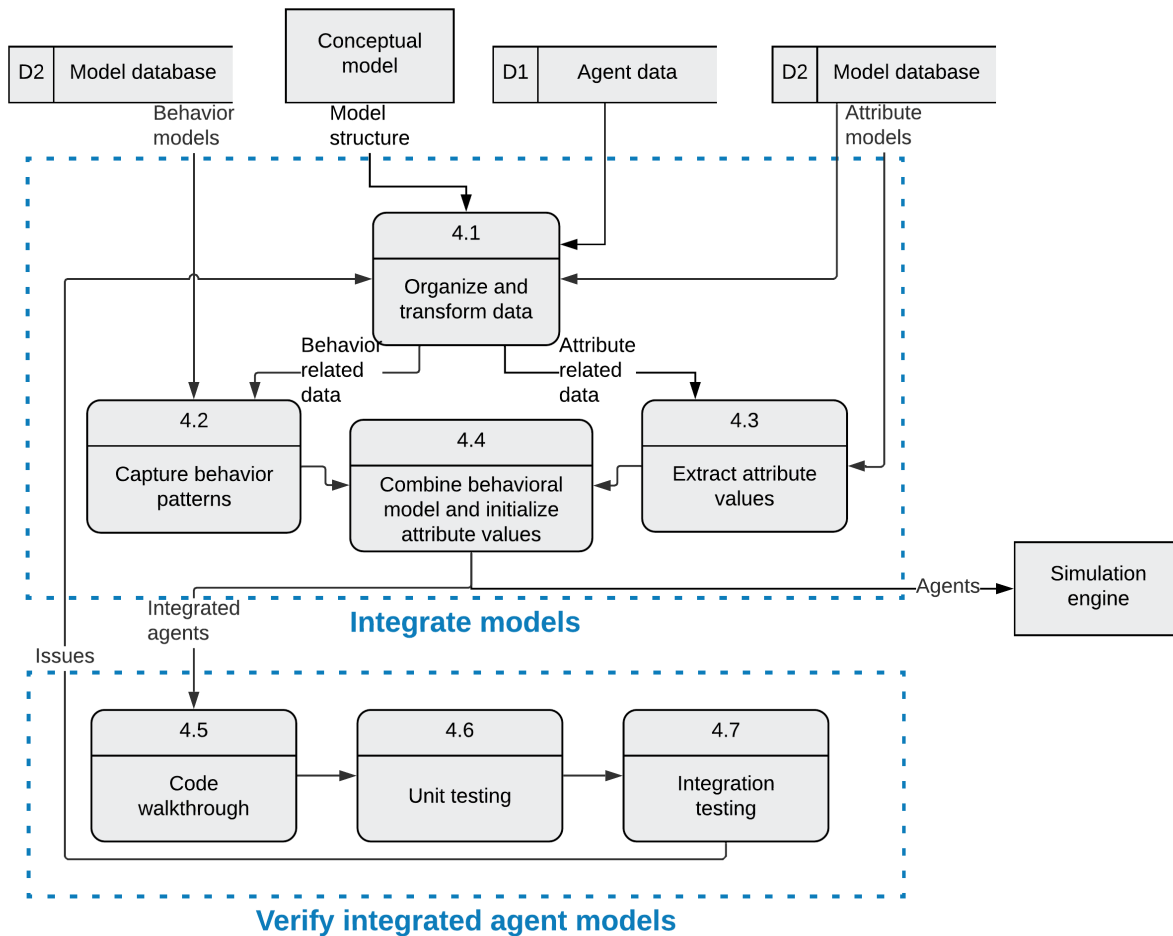 Conceptual
model
D2
Model database
D1
Agent data
D2
Model database
Behavior
models
Model
structure
Attribute
models
4.1
Organize and
transform data
Behavior
related
data
Attribute
related
data
4.2
Capture behavior
patterns
4.4
Combine behavioral
model and initialize
attribute values
4.3
Extract attribute
values
Simulation
engine
Agents
Integrated
agents
Integrate models
Issues
4.5
Code
walkthrough
4.6
Unit testing
4.7
Integration
testing
Verify integrated agent models